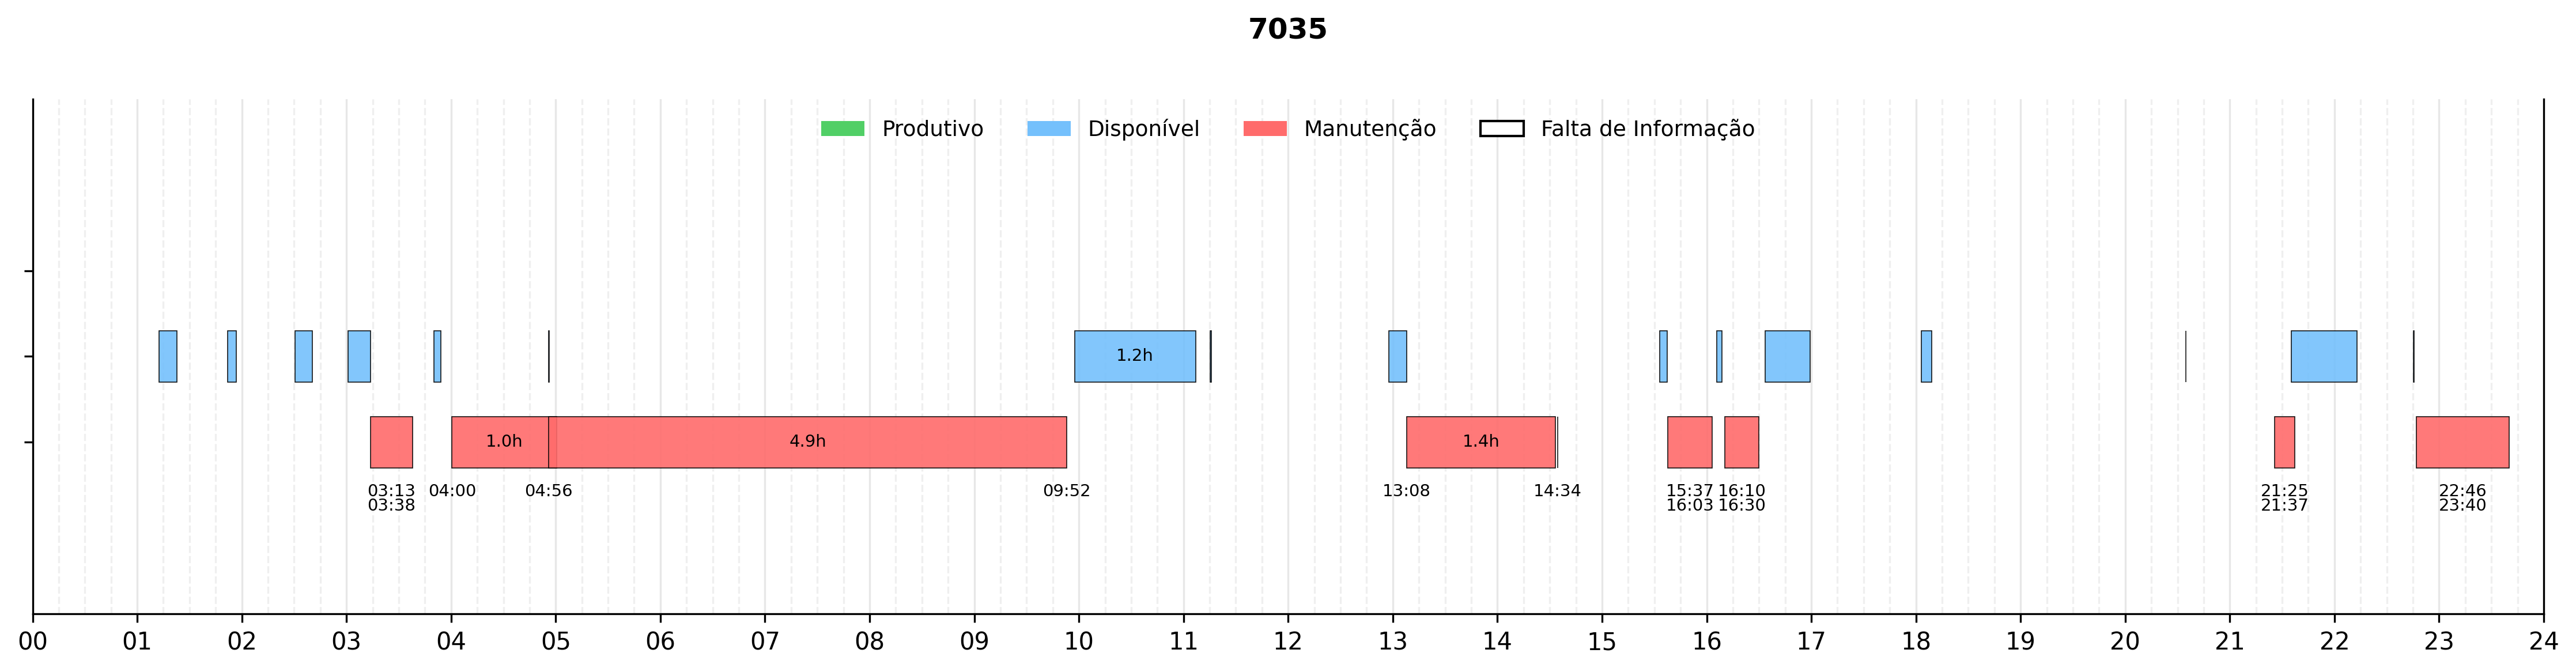 7035
Produtivo Disponível Manutenção Falta de Informação
1.2h
1.0h 4.9h 1.4h
03:13 04:00 04:56 09:52 13:08 14:34 15:37 16:10 21:25 22:46
03:38 16:03 16:30 21:37 23:40
00 01 02 03 04 05 06 07 08 09 10 11 12 13 14 15 16 17 18 19 20 21 22 23 24